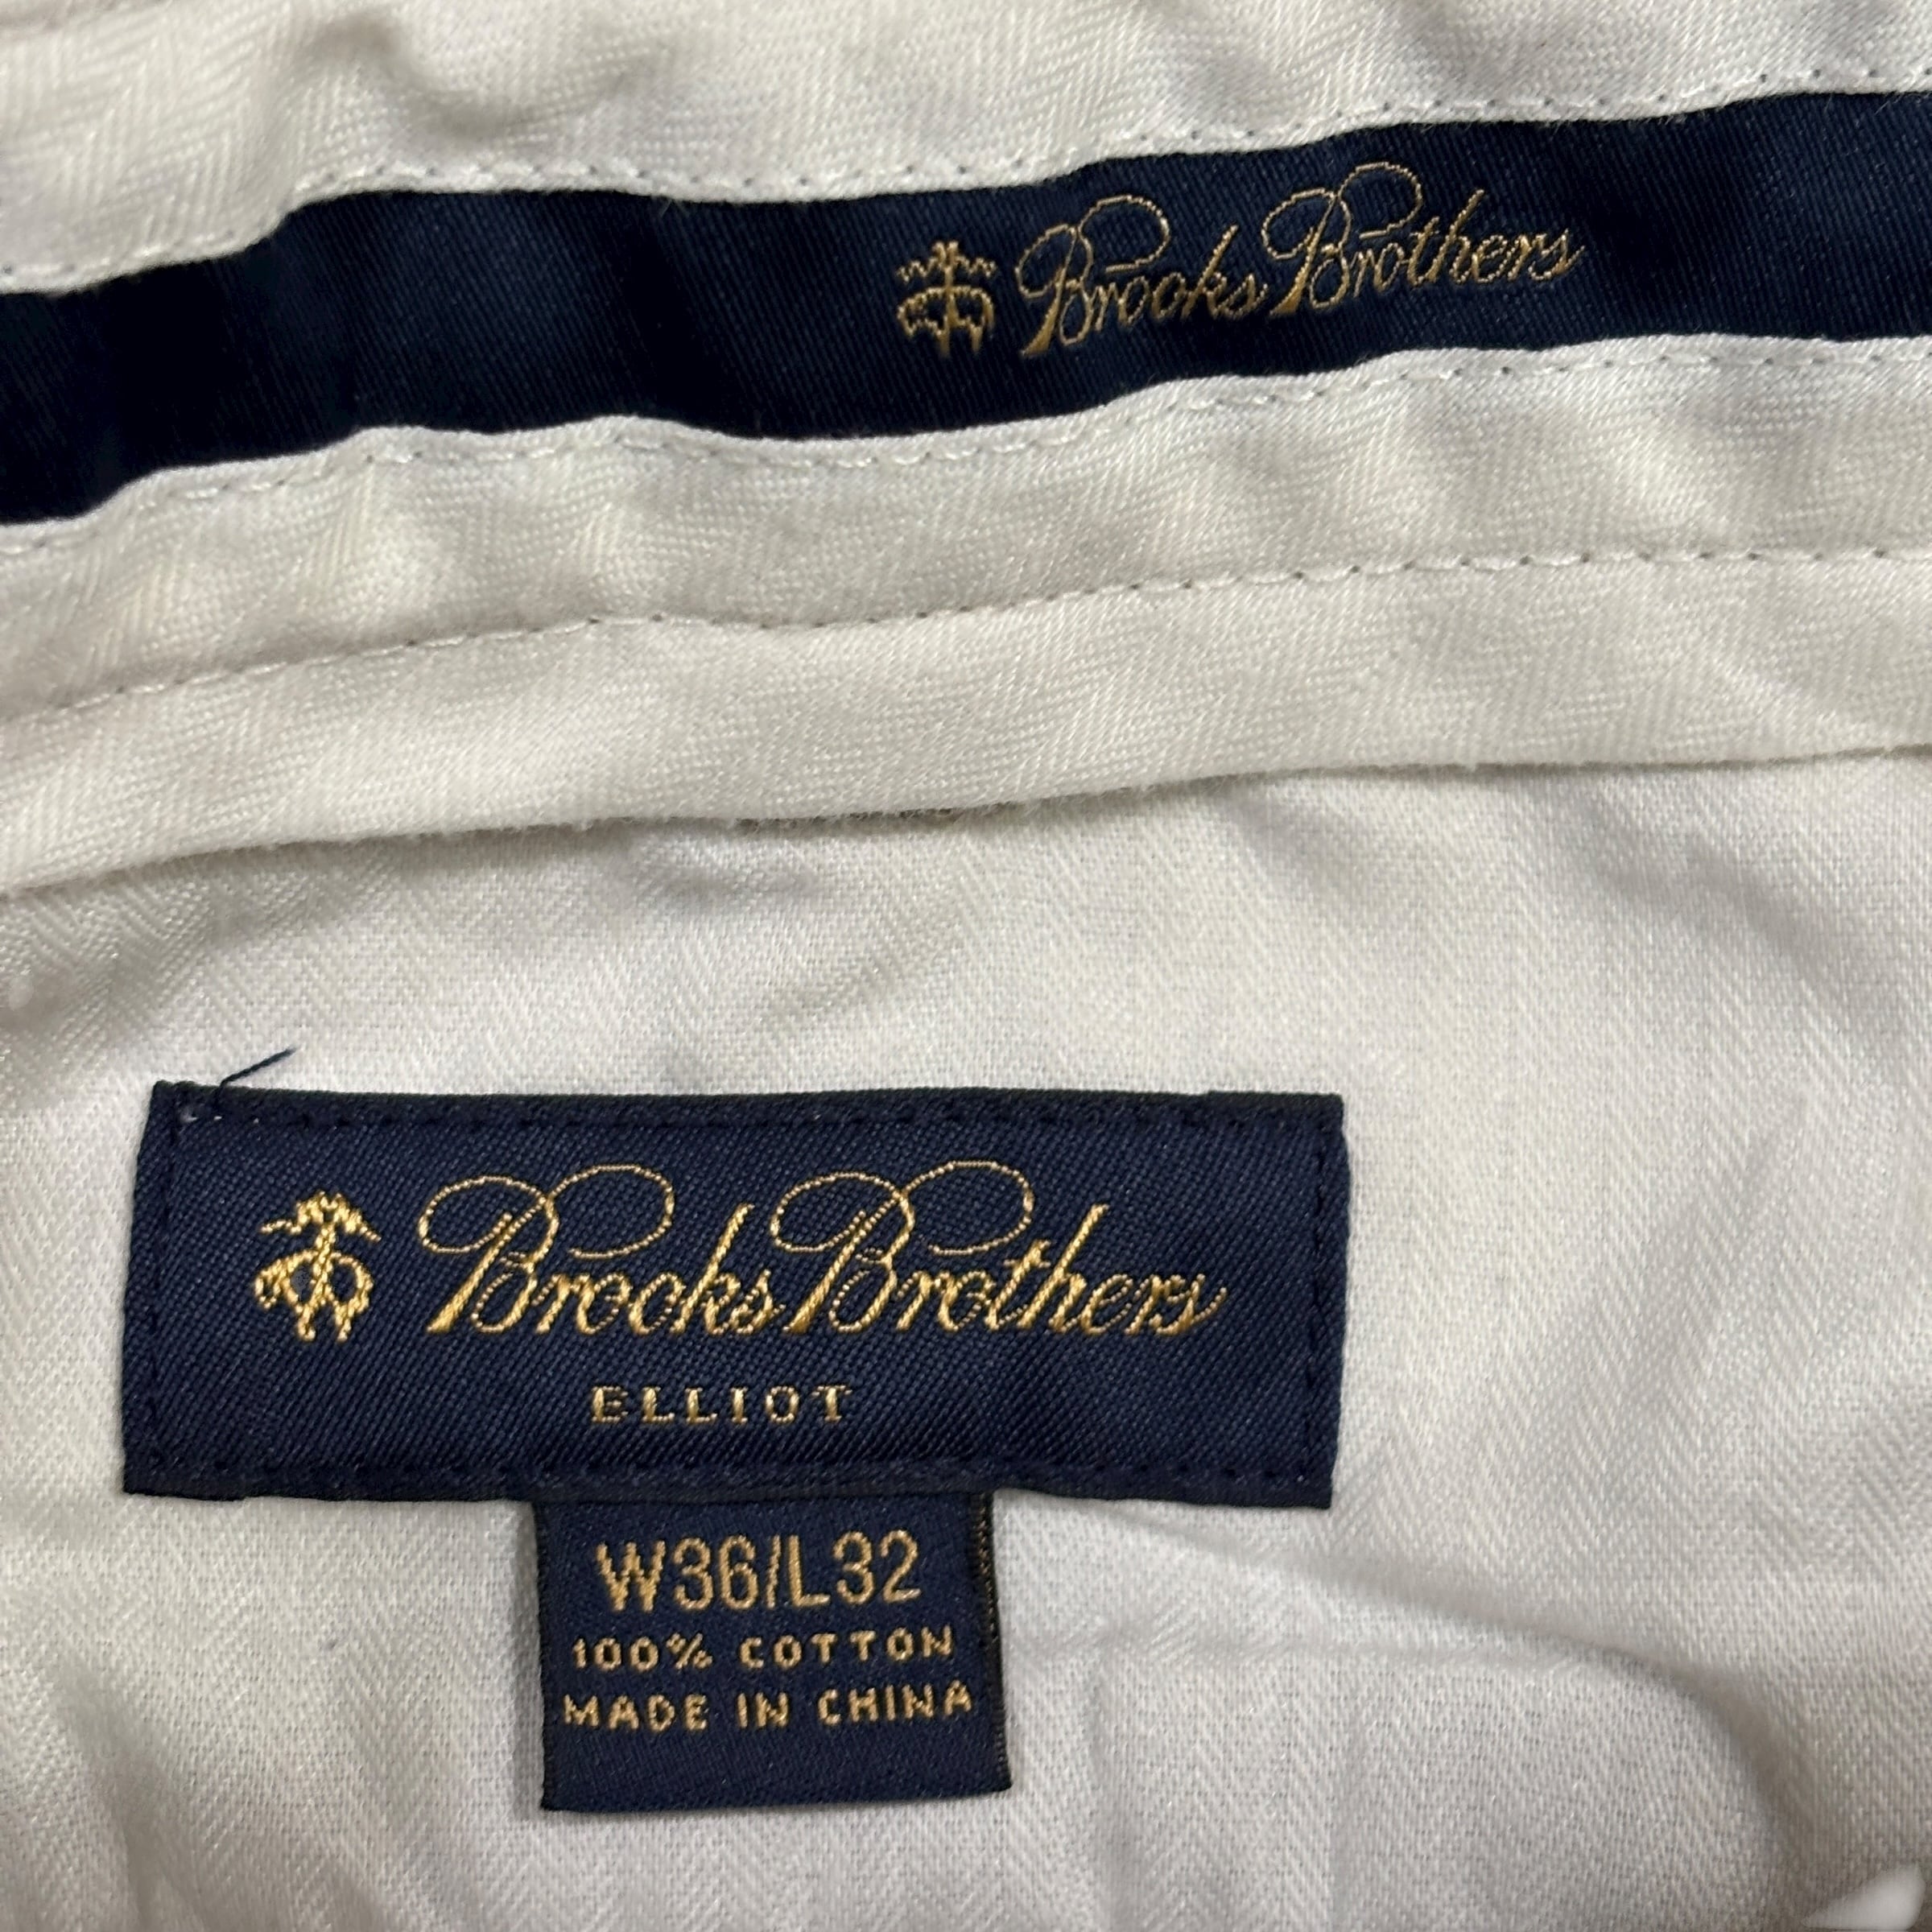 Brooks Brothers
Brooks Brothers
ELLIOT
W36/L32
100% COTTON
MADE IN CHINA